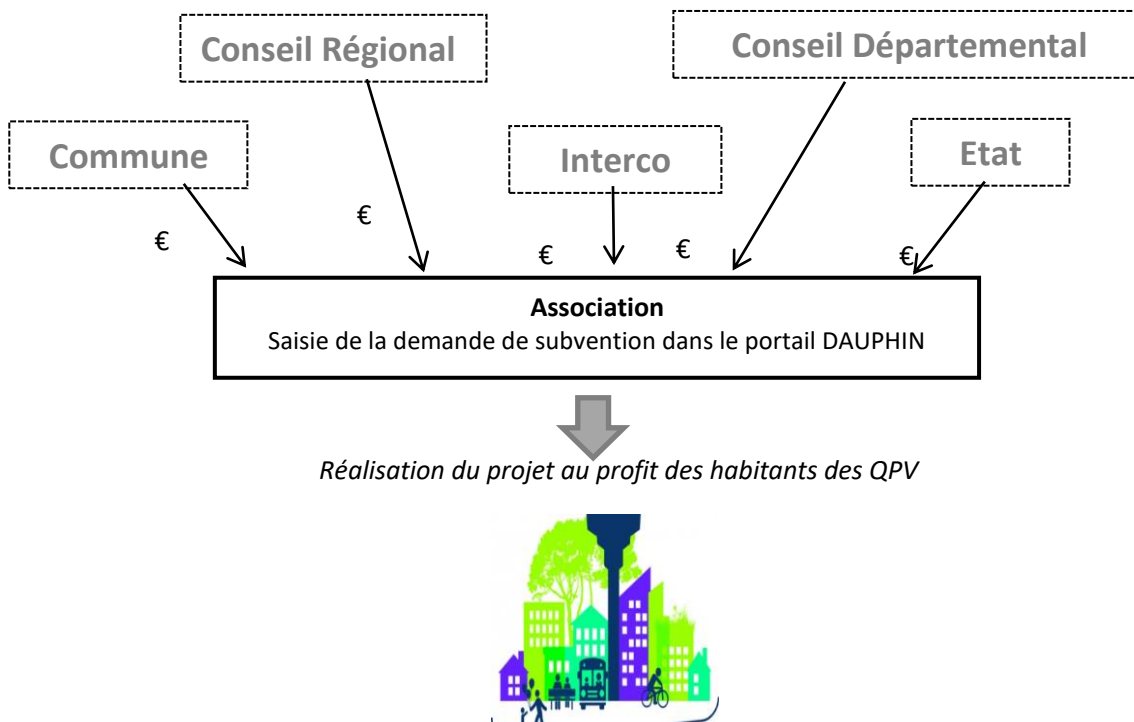 Conseil Régional
Conseil Départemental
Commune
Interco
Etat
€
€
€
€
€
Association
Saisie de la demande de subvention dans le portail DAUPHIN
Réalisation du projet au profit des habitants des QPV